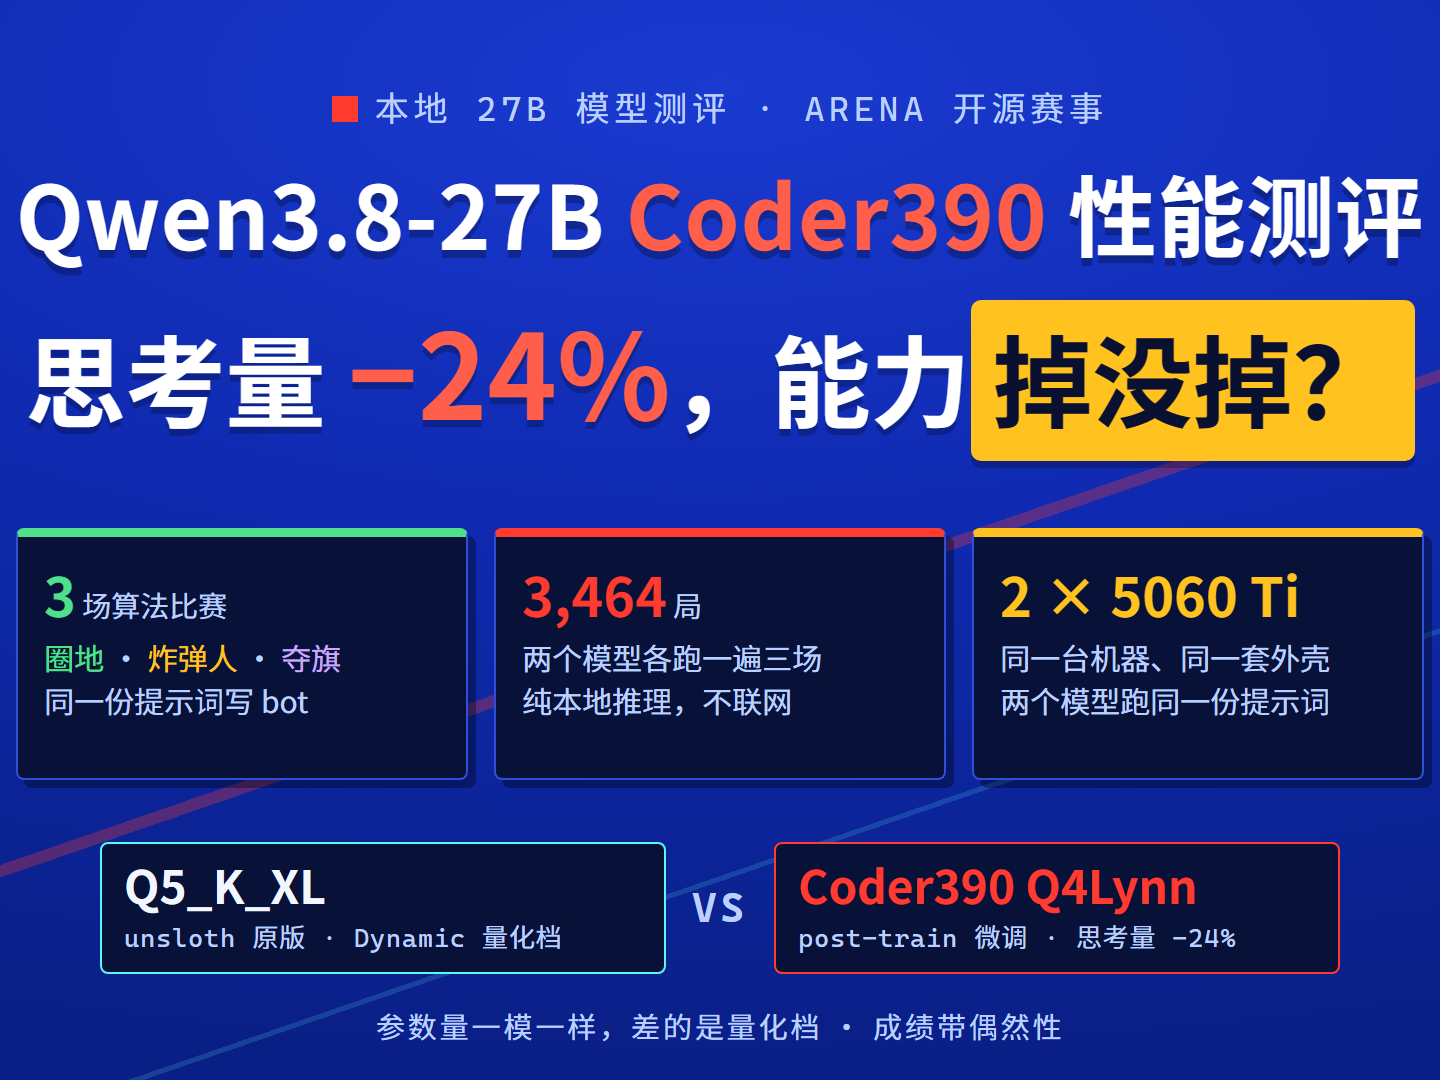 本地 27B 模型测评 · ARENA 开源赛事
Qwen3.8-27B Coder390 性能测评
思考量 −24%，能力掉没掉？
3 场算法比赛
圈地 · 炸弹人 · 夺旗
同一份提示词写 bot
3,464 局
两个模型各跑一遍三场
纯本地推理，不联网
2 × 5060 Ti
同一台机器、同一套外壳
两个模型跑同一份提示词
Q5_K_XL
unsloth 原版 · Dynamic 量化档
VS
Coder390 Q4Lynn
post-train 微调 · 思考量 −24%
参数量一模一样，差的是量化档 · 成绩带偶然性